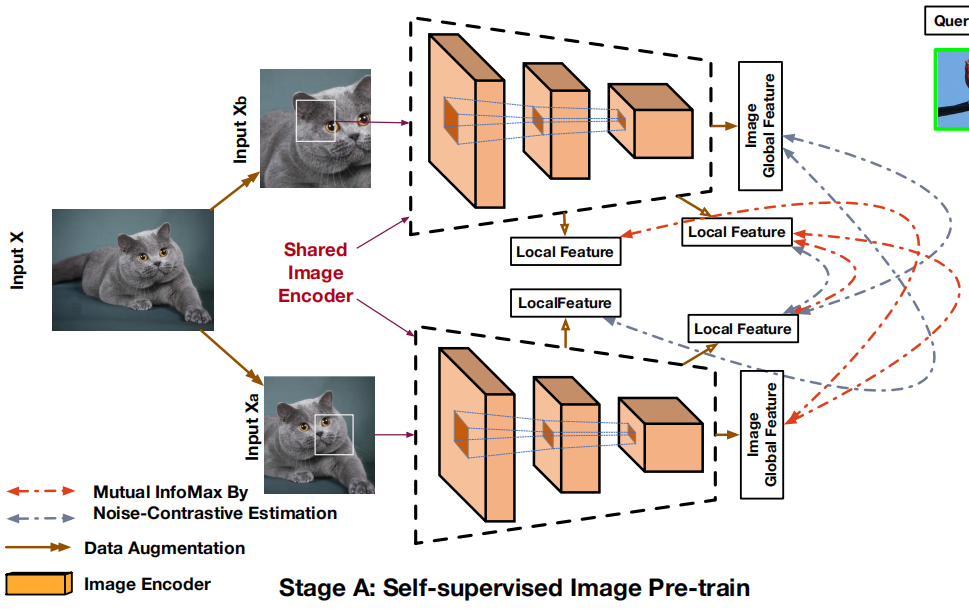 Quer
Input Xb
Image
Global Feature
Input X
Shared
Image
Encoder
Local Feature
Local Feature
LocalFeature
Local Feature
Input Xa
Image
Global Feature
Mutual InfoMax By
Noise-Contrastive Estimation
Data Augmentation
Image Encoder
Stage A: Self-supervised Image Pre-train